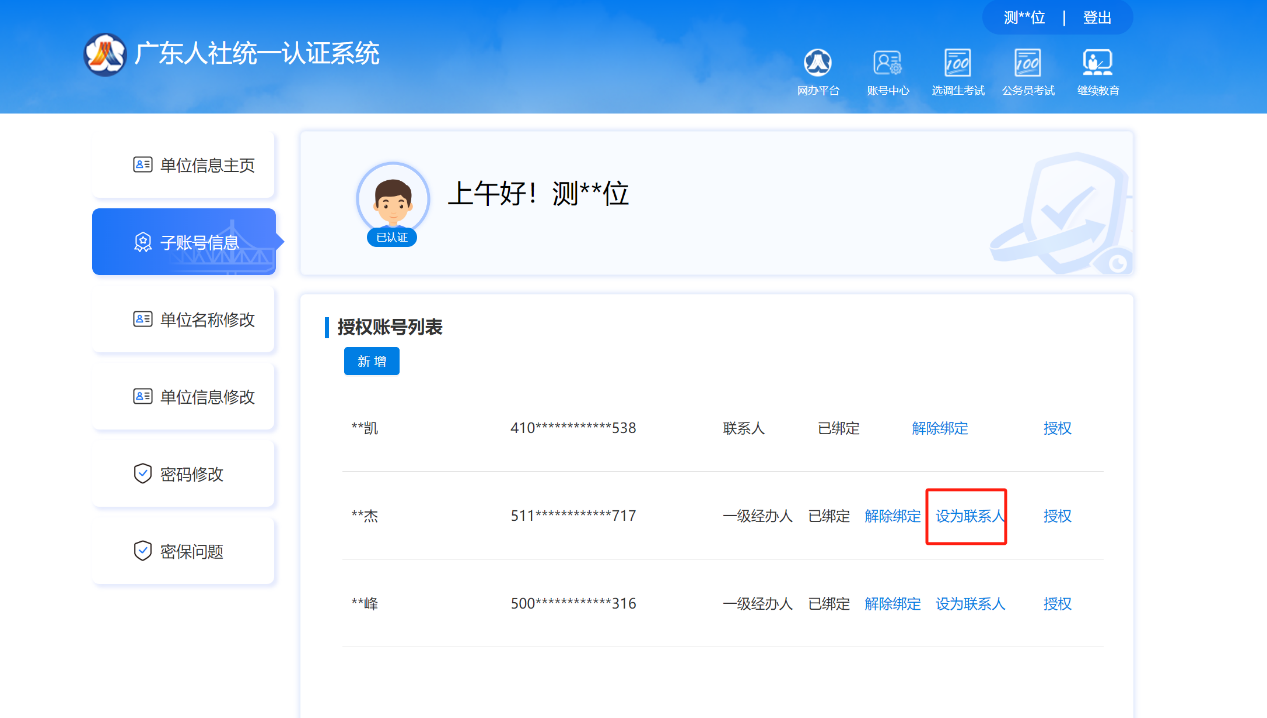 测**位 | 登出
广东人社统一认证系统
网办平台 账号中心 选调生考试 公务员考试 继续教育
单位信息主页
子账号信息
单位名称修改
单位信息修改
密码修改
密保问题
上午好！测**位
已认证
授权账号列表
新 增
**凯 410************538 联系人 已绑定 解除绑定 授权
**杰 511************717 一级经办人 已绑定 解除绑定 设为联系人 授权
**峰 500************316 一级经办人 已绑定 解除绑定 设为联系人 授权